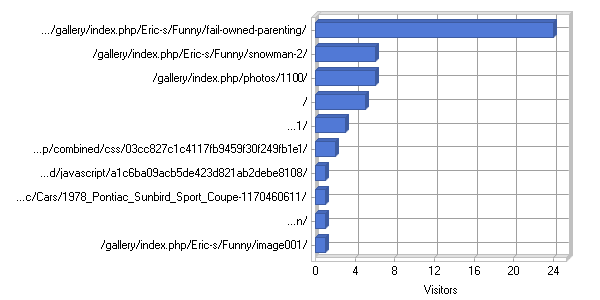 .../gallery/index.php/Eric-s/Funny/fail-owned-parenting/
/gallery/index.php/Eric-s/Funny/snowman-2/
/gallery/index.php/photos/1100/
/
...1/
...p/combined/css/03cc827c1c4117fb9459f30f249fb1e1/
...d/javascript/a1c6ba09acb5de423d821ab2debe8108/
...c/Cars/1978_Pontiac_Sunbird_Sport_Coupe-1170460611/
...n/
/gallery/index.php/Eric-s/Funny/image001/
0 4 8 12 16 20 24
Visitors